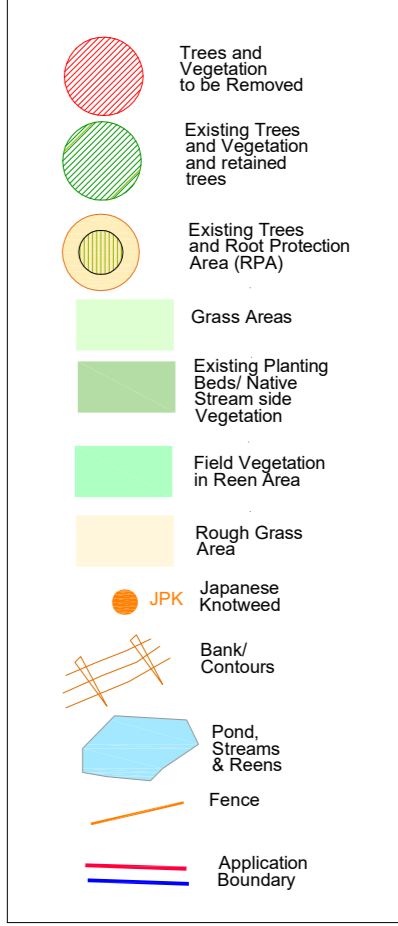 Trees and
Vegetation
to be Removed
Existing Trees
and Vegetation
and retained
trees
Existing Trees
and Root Protection
Area (RPA)
Grass Areas
Existing Planting
Beds/ Native
Stream side
Vegetation
Field Vegetation
in Reen Area
Rough Grass
Area
JPK
Japanese
Knotweed
Bank/
Contours
Pond,
Streams
& Reens
Fence
Application
Boundary